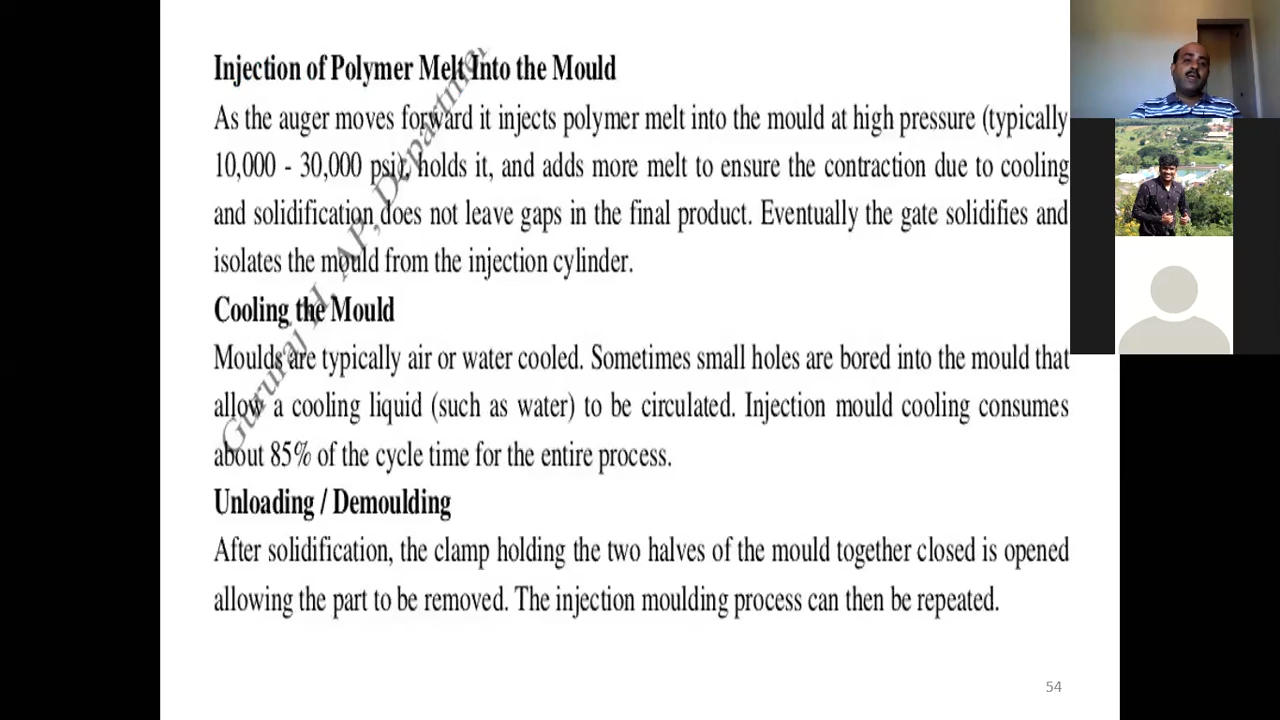 Injection of Polymer Melt Into the Mould
As the auger moves forward it injects polymer melt into the mould at high pressure (typically
10,000 - 30,000 psi), holds it, and adds more melt to ensure the contraction due to cooling
and solidification does not leave gaps in the final product. Eventually the gate solidifies and
isolates the mould from the injection cylinder.
Cooling the Mould
Moulds are typically air or water cooled. Sometimes small holes are bored into the mould that
allow a cooling liquid (such as water) to be circulated. Injection mould cooling consumes
about 85% of the cycle time for the entire process.
Unloading / Demoulding
After solidification, the clamp holding the two halves of the mould together closed is opened
allowing the part to be removed. The injection moulding process can then be repeated.
Gururaj H, AP,
54